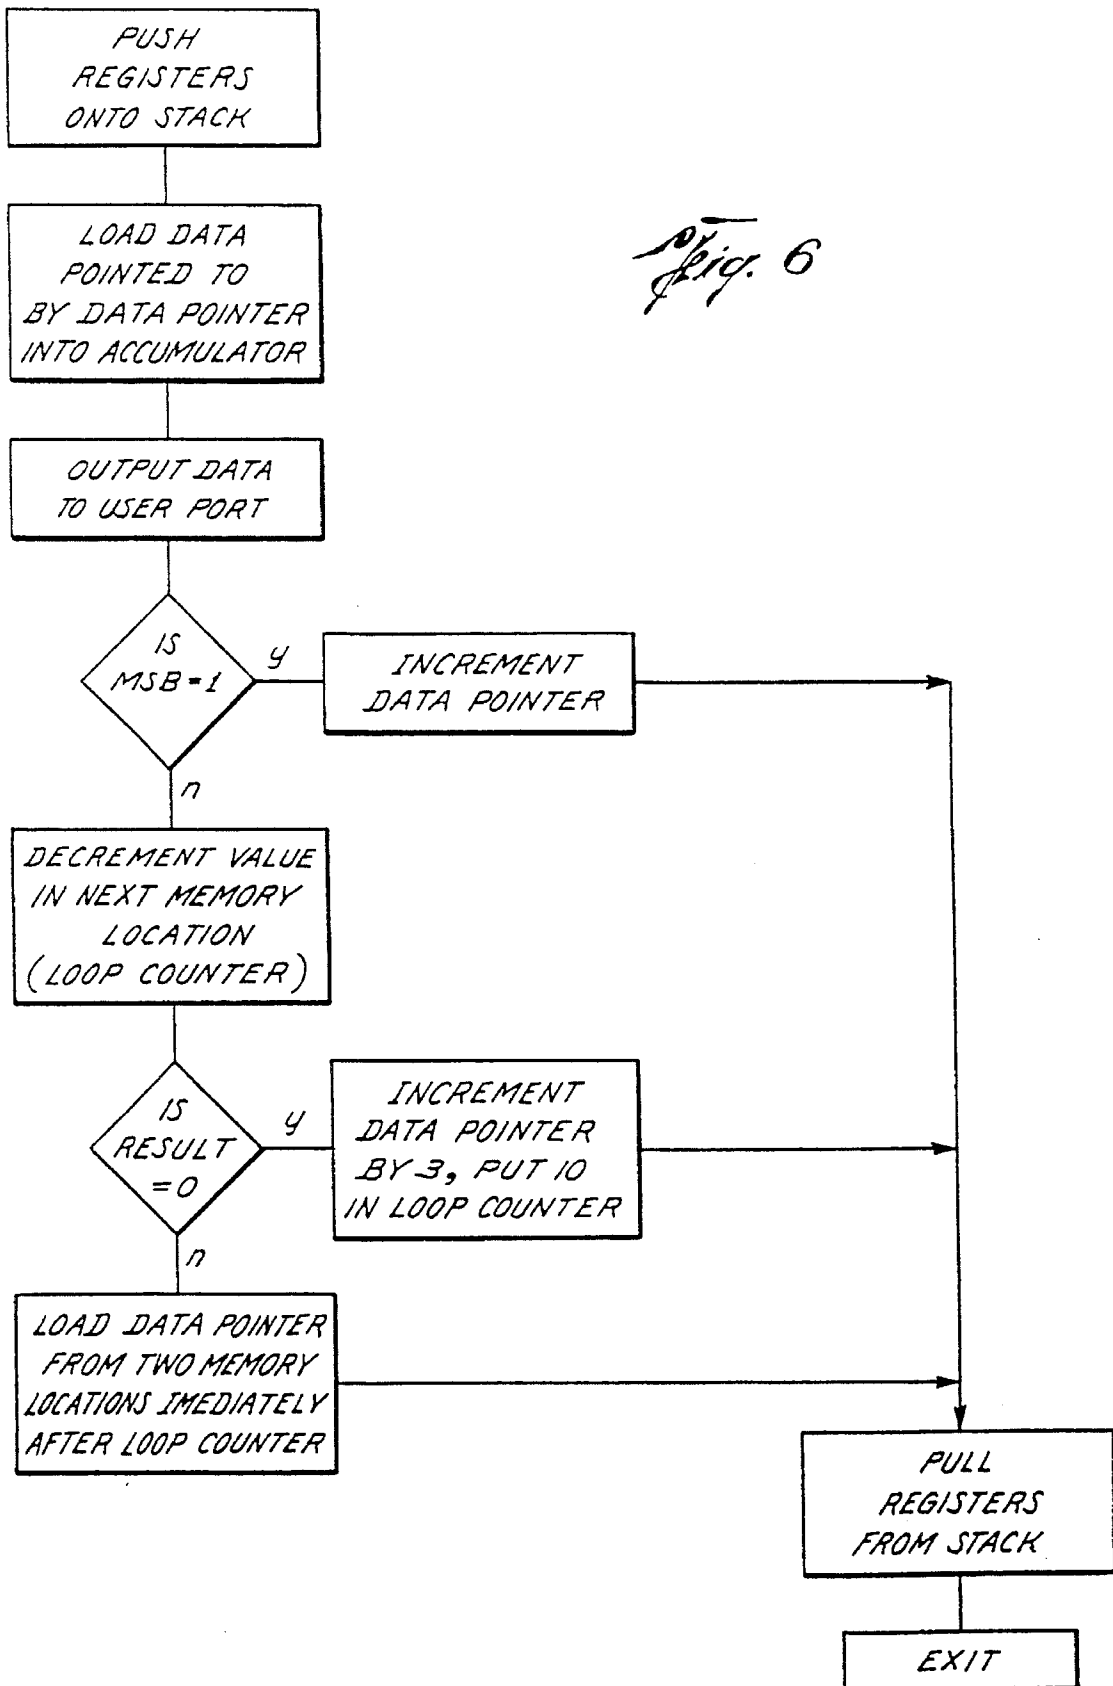 PUSH
REGISTERS
ONTO STACK
LOAD DATA
POINTED TO
BY DATA POINTER
INTO ACCUMULATOR
Fig. 6
OUTPUT DATA
TO USER PORT
IS
MSB=1
y
INCREMENT
DATA POINTER
n
DECREMENT VALUE
IN NEXT MEMORY
LOCATION
(LOOP COUNTER)
IS
RESULT
=0
y
INCREMENT
DATA POINTER
BY 3, PUT 10
IN LOOP COUNTER
n
LOAD DATA POINTER
FROM TWO MEMORY
LOCATIONS IMEDIATELY
AFTER LOOP COUNTER
PULL
REGISTERS
FROM STACK
EXIT